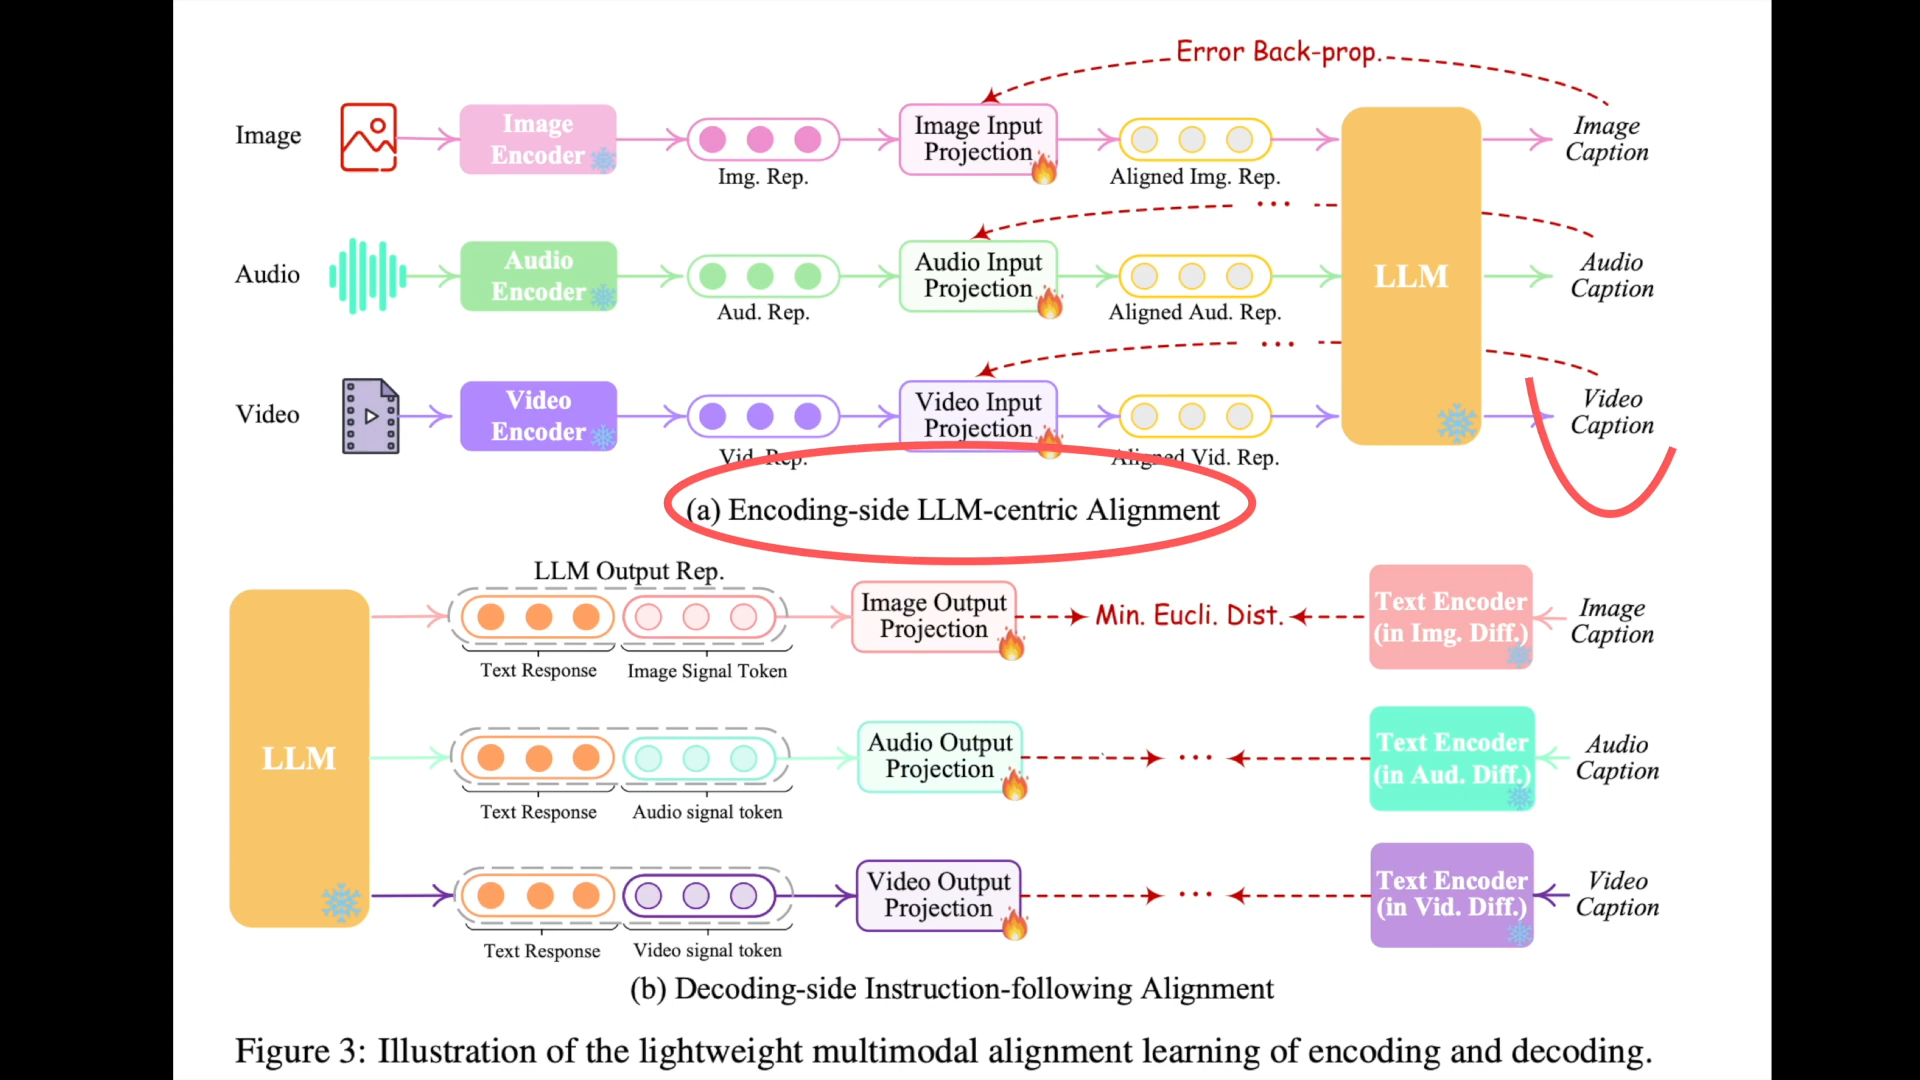 Error Back-prop.
Image
Image
Encoder
Img. Rep.
Image Input
Projection
Aligned Img. Rep.
Image
Caption
Audio
Audio
Encoder
Aud. Rep.
Audio Input
Projection
Aligned Aud. Rep.
LLM
Audio
Caption
Video
Video
Encoder
Vid. Rep.
Video Input
Projection
Aligned Vid. Rep.
Video
Caption
(a) Encoding-side LLM-centric Alignment
LLM
LLM Output Rep.
Text Response
Image Signal Token
Image Output
Projection
Min. Eucli. Dist.
Text Encoder
(in Img. Diff.)
Image
Caption
Text Response
Audio signal token
Audio Output
Projection
...
Text Encoder
(in Aud. Diff.)
Audio
Caption
Text Response
Video signal token
Video Output
Projection
...
Text Encoder
(in Vid. Diff.)
Video
Caption
(b) Decoding-side Instruction-following Alignment
Figure 3: Illustration of the lightweight multimodal alignment learning of encoding and decoding.